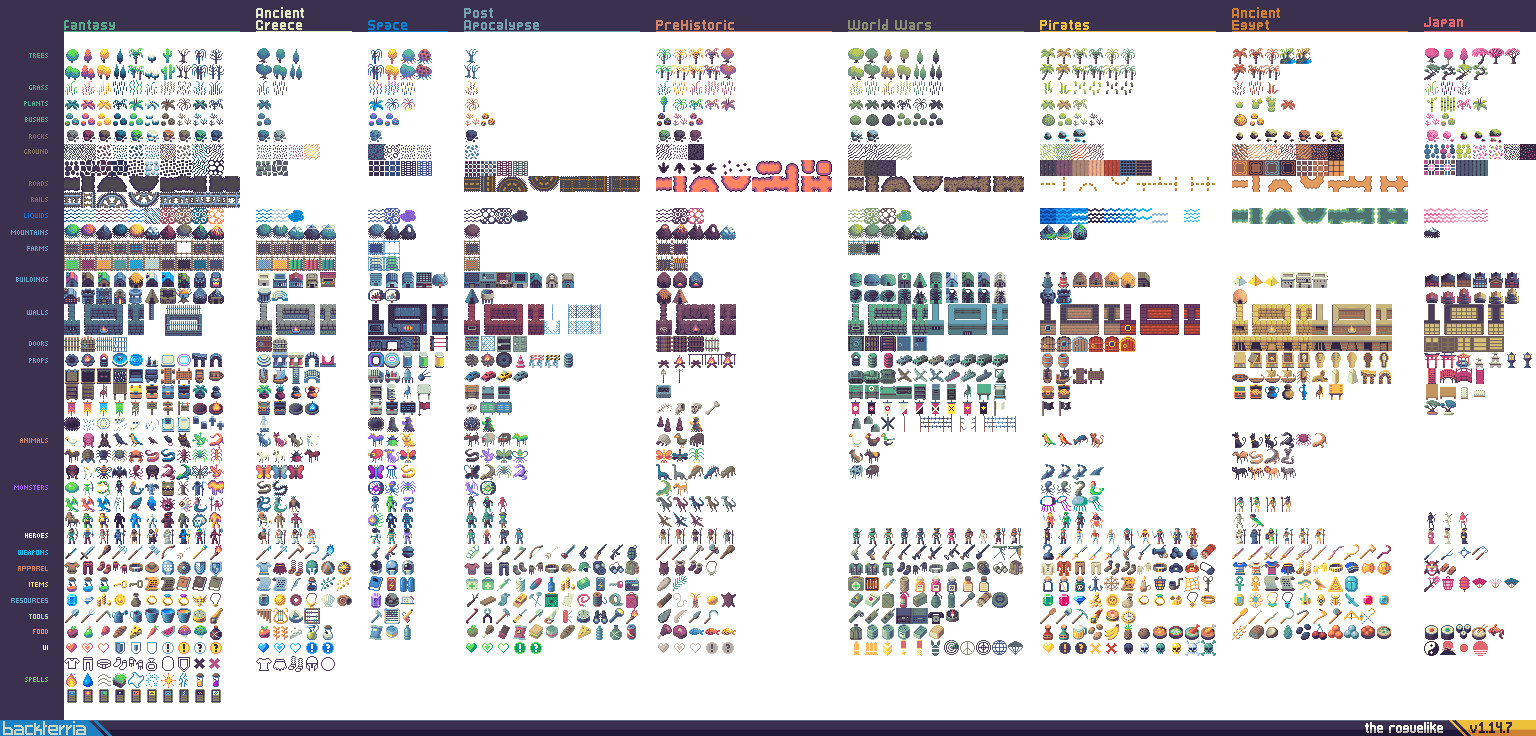 Fantasy
Ancient
Greece
Space
Post
Apocalypse
PreHistoric
World Wars
Pirates
Ancient
Egypt
Japan
TREES
GRASS
PLANTS
BUSHES
ROCKS
GROUND
ROADS
RAILS
LIQUIDS
MOUNTAINS
FARMS
BUILDINGS
WALLS
DOORS
PROPS
ANIMALS
MONSTERS
HEROES
WEAPONS
APPAREL
ITEMS
RESOURCES
TOOLS
FOOD
UI
SPELLS
backterria
the roguelike
v1.14.7